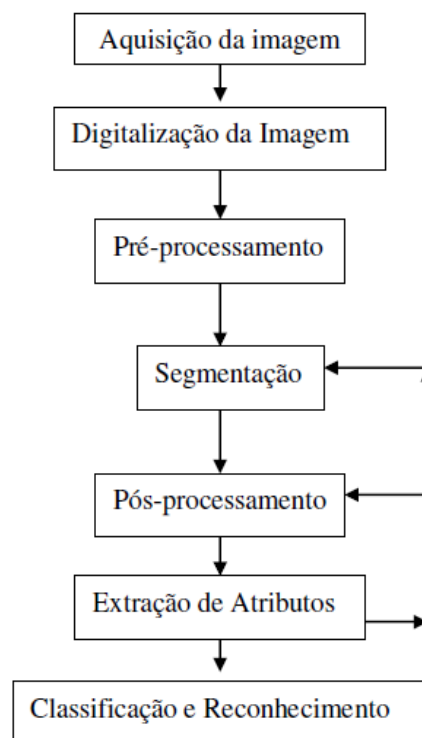 Aquisição da imagem
Digitalização da Imagem
Pré-processamento
Segmentação
Pós-processamento
Extração de Atributos
Classificação e Reconhecimento